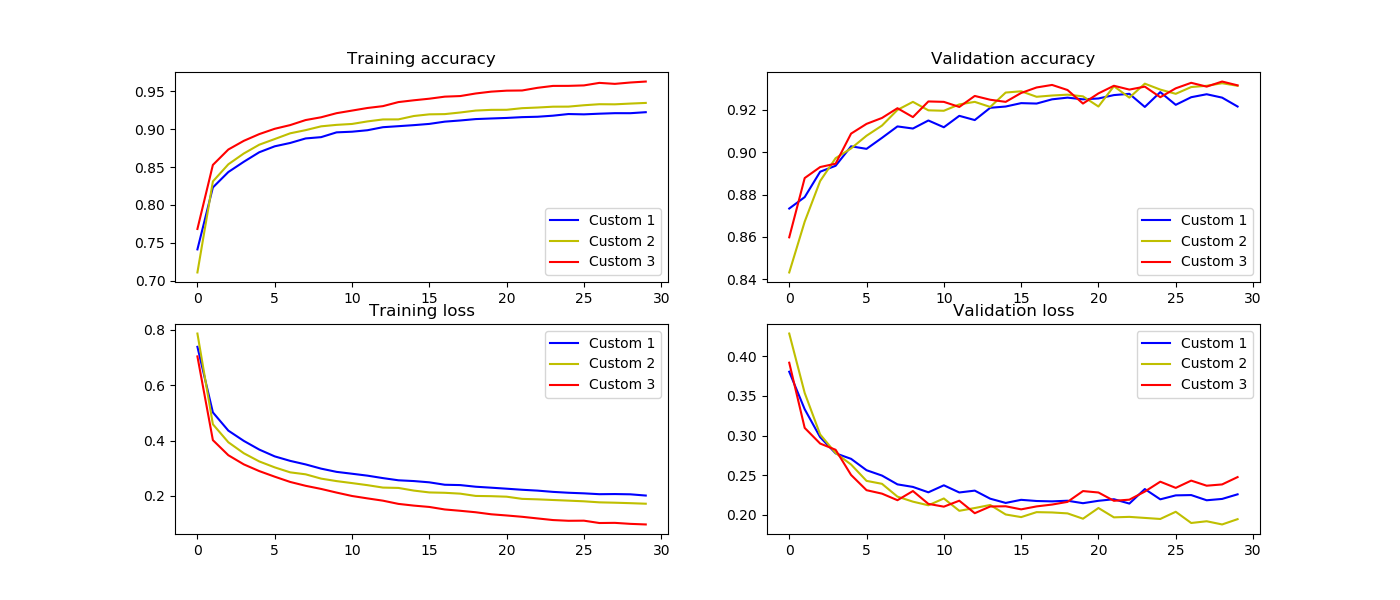 Training accuracy
0.95
0.90
0.85
0.80
0.75
0.70
0 5 10 15 20 25 30
Custom 1
Custom 2
Custom 3
Validation accuracy
0.92
0.90
0.88
0.86
0.84
0 5 10 15 20 25 30
Custom 1
Custom 2
Custom 3
Training loss
0.8
0.6
0.4
0.2
0 5 10 15 20 25 30
Custom 1
Custom 2
Custom 3
Validation loss
0.40
0.35
0.30
0.25
0.20
0 5 10 15 20 25 30
Custom 1
Custom 2
Custom 3